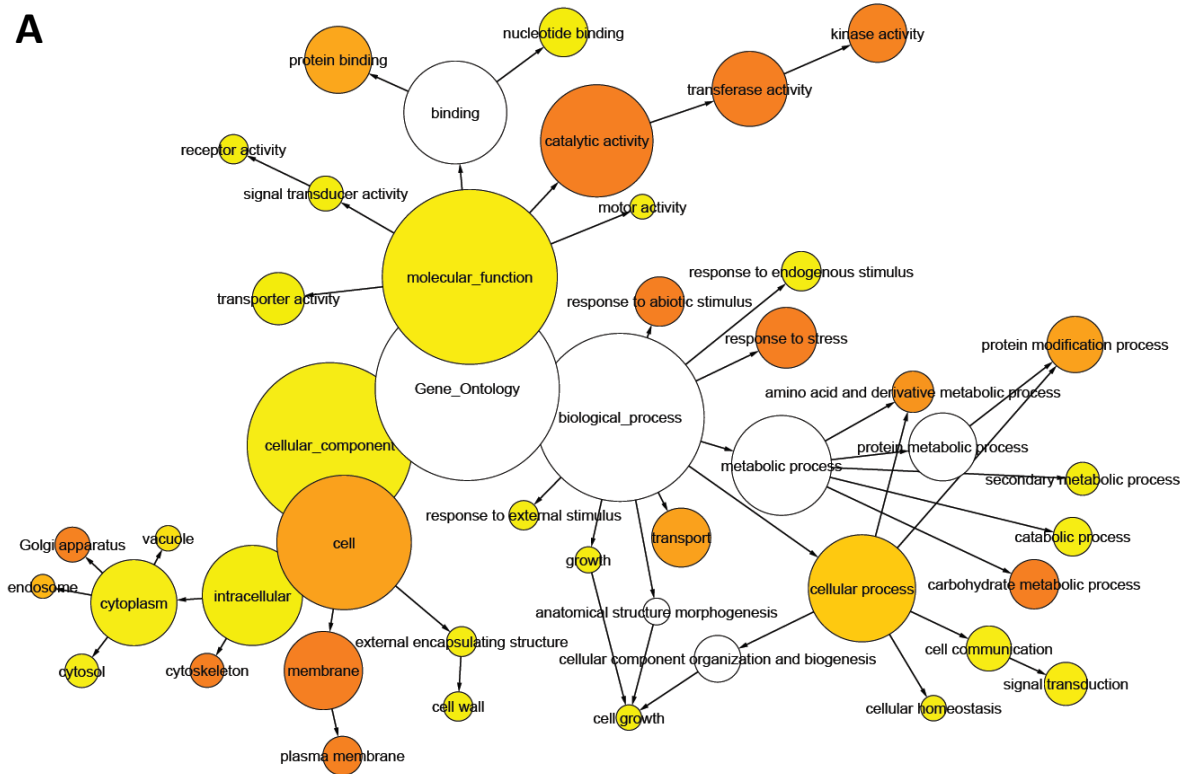 A
nucleotide binding
kinase activity
protein binding
transferase activity
binding
catalytic activity
receptor activity
signal transducer activity
motor activity
molecular_function
response to endogenous stimulus
transporter activity
response to abiotic stimulus
response to stress
protein modification process
Gene_Ontology
amino acid and derivative metabolic process
biological_process
cellular_component
protein metabolic process
metabolic process
secondary metabolic process
response to external stimulus
transport
catabolic process
Golgi apparatus
vacuole
cell
growth
endosome
cytoplasm
intracellular
cellular process
carbohydrate metabolic process
anatomical structure morphogenesis
external encapsulating structure
cell communication
cellular component organization and biogenesis
cytosol
cytoskeleton
membrane
signal transduction
cell wall
cell growth
cellular homeostasis
plasma membrane